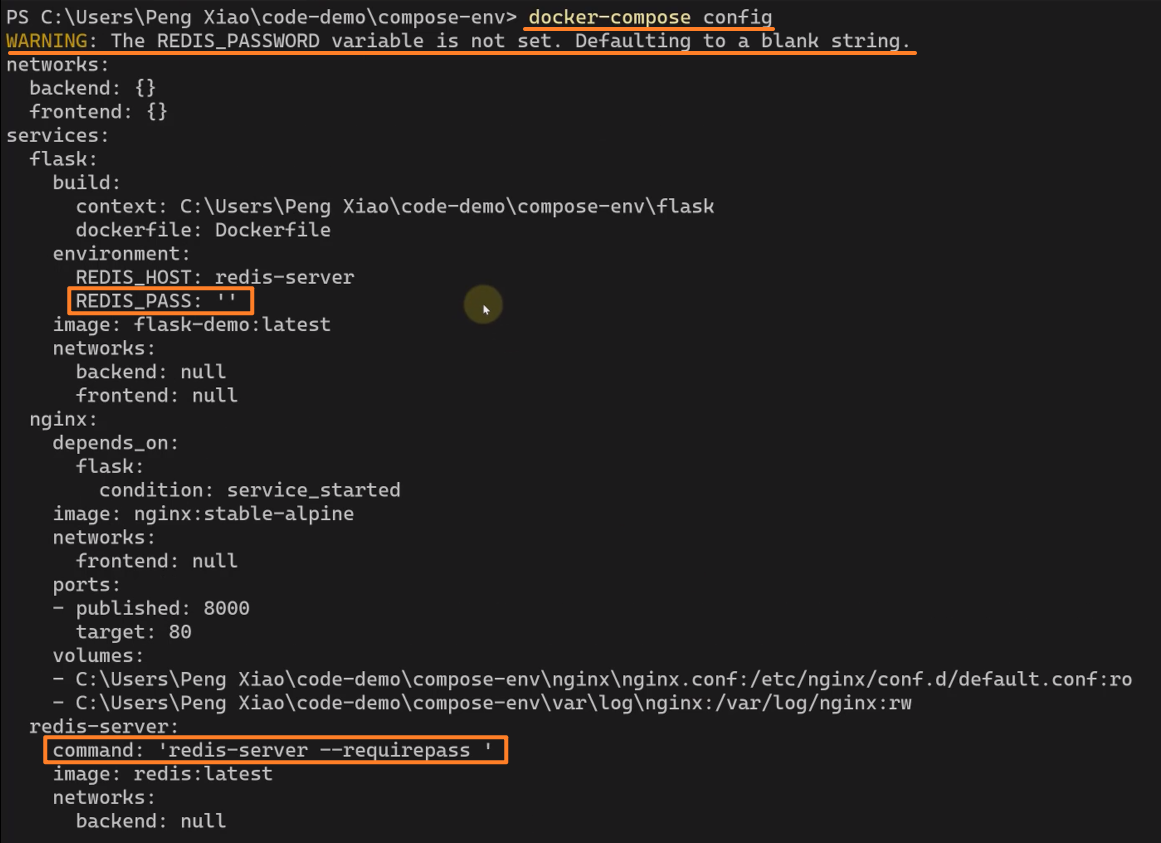 PS C:\Users\Peng Xiao\code-demo\compose-env> docker-compose config
WARNING: The REDIS_PASSWORD variable is not set. Defaulting to a blank string.
networks:
  backend: {}
  frontend: {}
services:
  flask:
    build:
      context: C:\Users\Peng Xiao\code-demo\compose-env\flask
      dockerfile: Dockerfile
    environment:
      REDIS_HOST: redis-server
      REDIS_PASS: ''
    image: flask-demo:latest
    networks:
      backend: null
      frontend: null
  nginx:
    depends_on:
      flask:
        condition: service_started
    image: nginx:stable-alpine
    networks:
      frontend: null
    ports:
    - published: 8000
      target: 80
    volumes:
    - C:\Users\Peng Xiao\code-demo\compose-env\nginx\nginx.conf:/etc/nginx/conf.d/default.conf:ro
    - C:\Users\Peng Xiao\code-demo\compose-env\var\log\nginx:/var/log/nginx:rw
  redis-server:
    command: 'redis-server --requirepass '
    image: redis:latest
    networks:
      backend: null